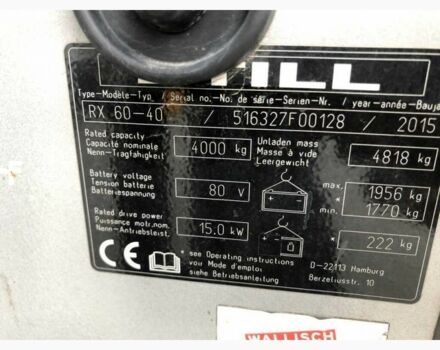 ILL
Type-Modèle-Typ / Serial no.-No. de série-Serien-Nr. / year-année-Bauja
RX 60-40 / 516327F00128 / 2015
Rated capacity
Capacité nominale
Nenn-Tragfähigkeit
4000 kg
Unladen mass
Masse à vide
Leergewicht
4818 kg
Battery voltage
Tension batterie
Batteriespannung
80 V
max.
1956 kg
min.
1770 kg
Rated drive power
Puissance motr.nom.
Nenn-Antriebsleist.
15.0 kW
222 kg
CE
see Operating instructions
voir Mode d'emploi
siehe Betriebsanleitung
D-22113 Hamburg
Berzeliusstr. 10
WALLISCH